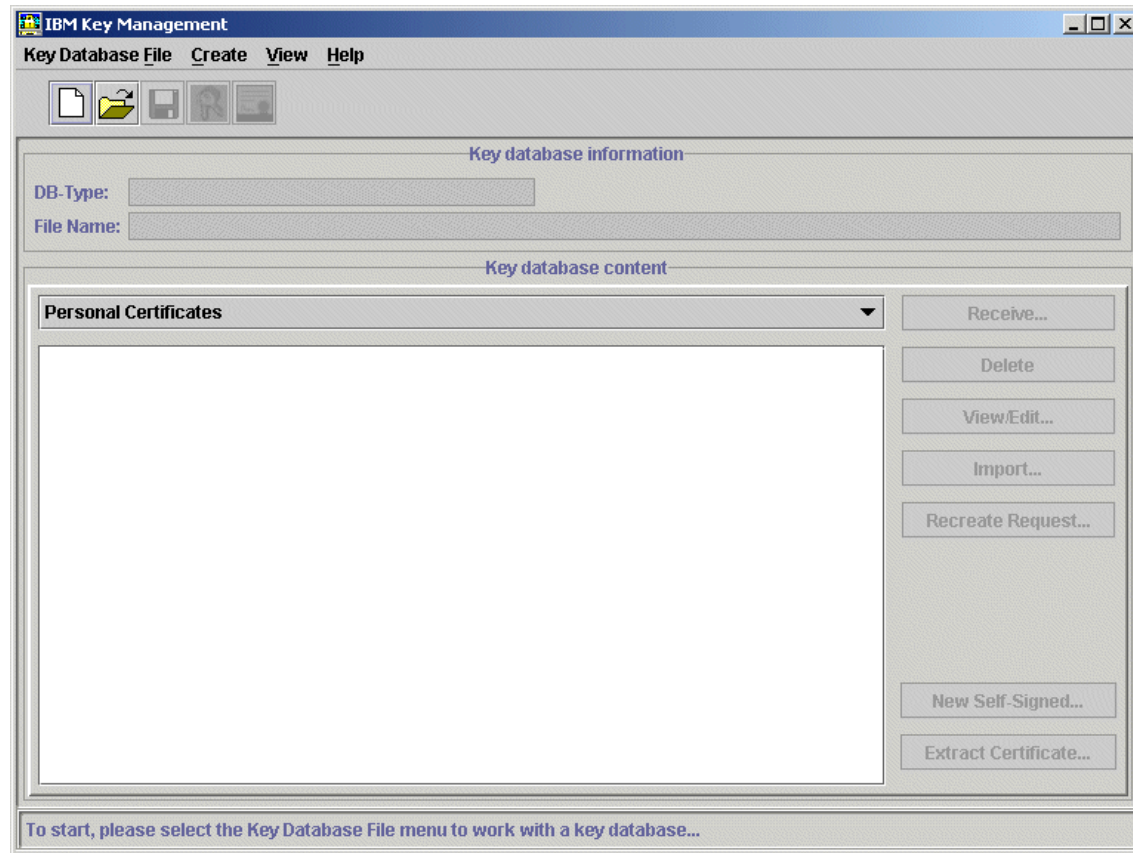 IBM Key Management
Key Database File Create View Help
Key database information
DB-Type:
File Name:
Key database content
Personal Certificates
Receive...
Delete
View/Edit...
Import...
Recreate Request...
New Self-Signed...
Extract Certificate...
To start, please select the Key Database File menu to work with a key database...